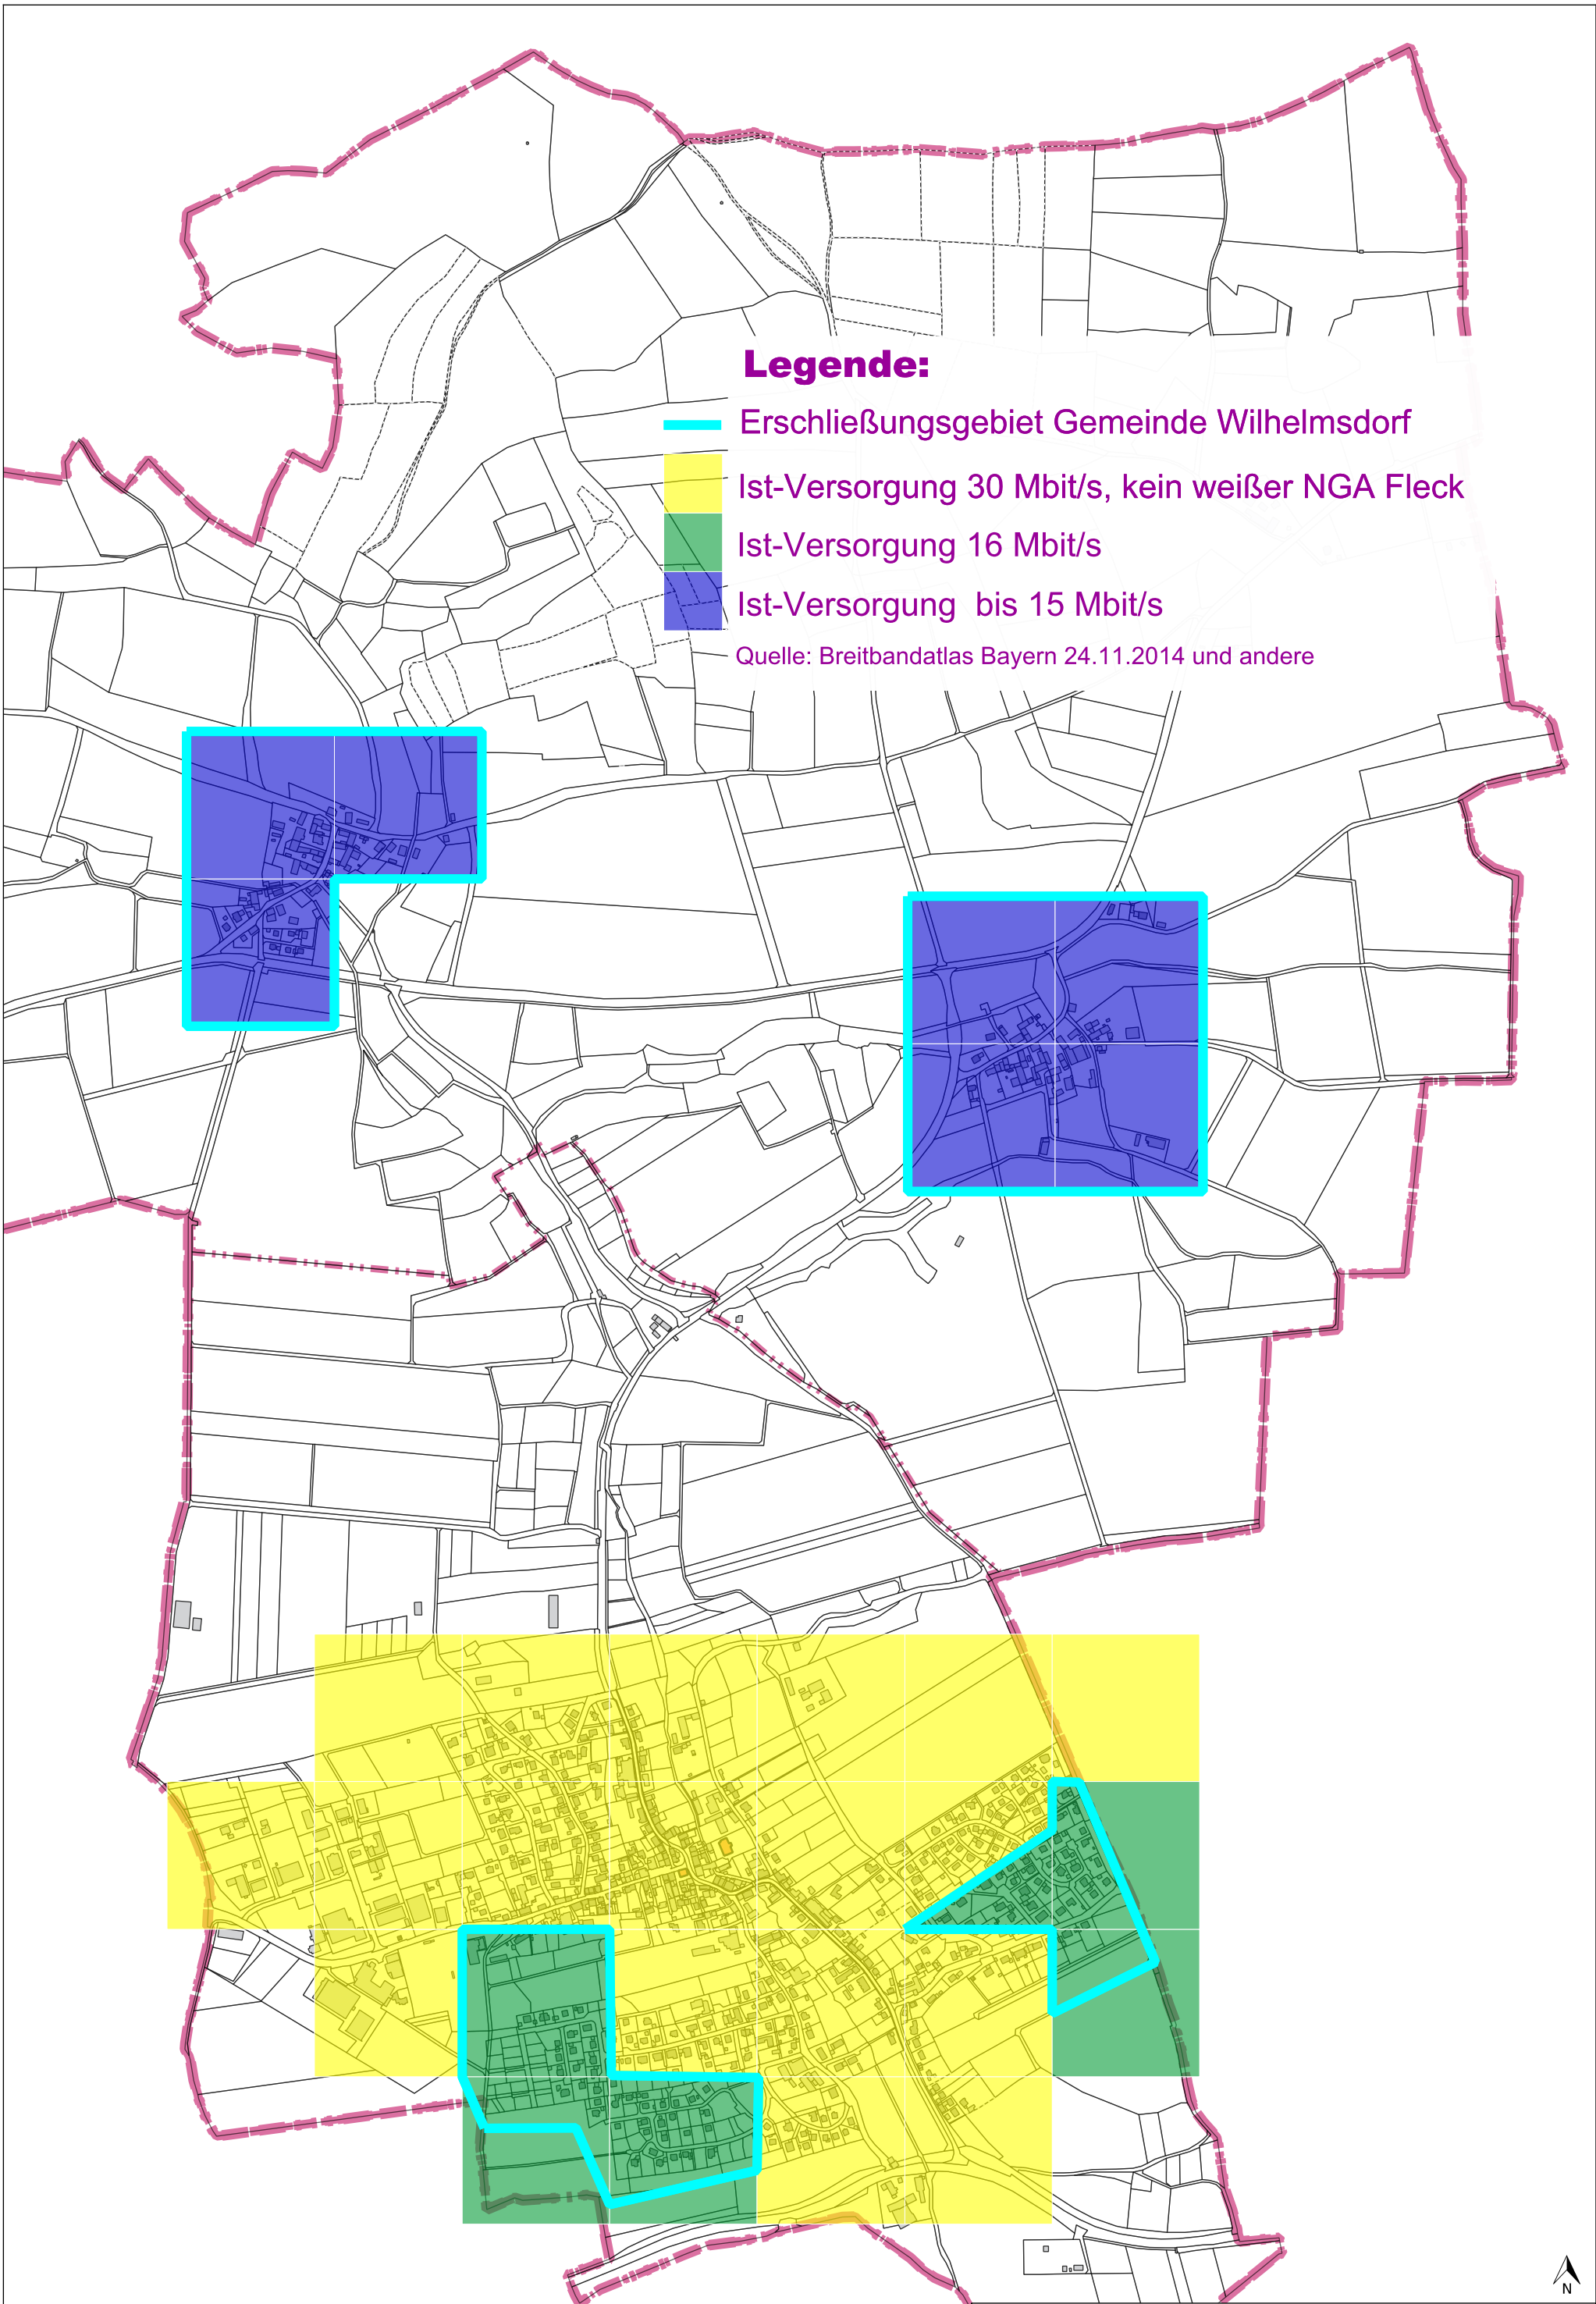 Legende:
Erschließungsgebiet Gemeinde Wilhelmsdorf
Ist-Versorgung 30 Mbit/s, kein weißer NGA Fleck
Ist-Versorgung 16 Mbit/s
Ist-Versorgung  bis 15 Mbit/s
Quelle: Breitbandatlas Bayern 24.11.2014 und andere
N